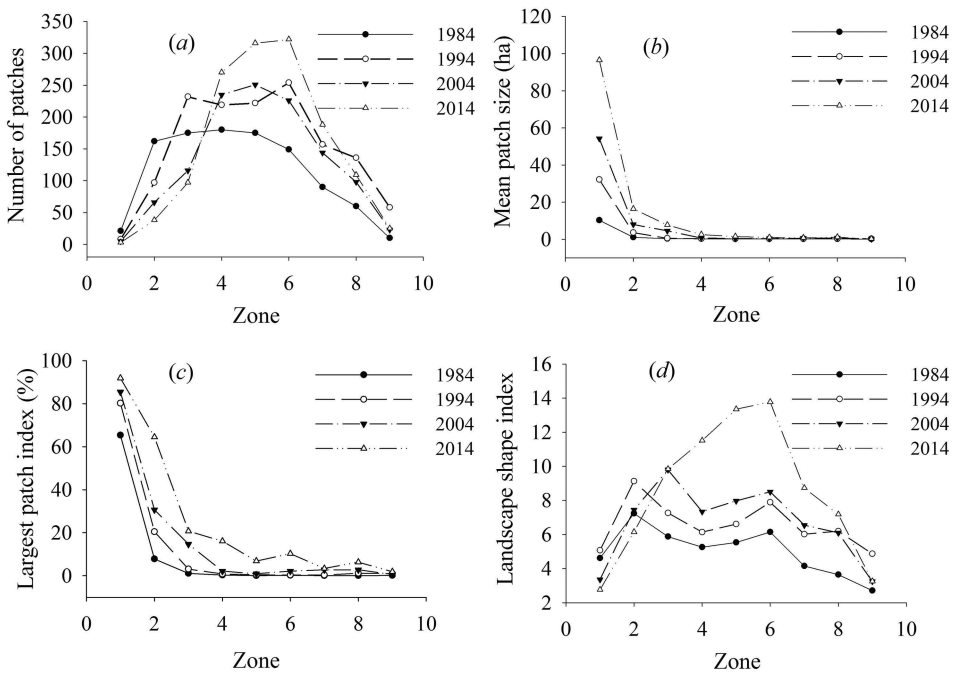 (a)
Number of patches
350
300
250
200
150
100
50
0
0 2 4 6 8 10
Zone
1984
1994
2004
2014
(b)
Mean patch size (ha)
120
100
80
60
40
20
0
0 2 4 6 8 10
Zone
1984
1994
2004
2014
(c)
Largest patch index (%)
100
80
60
40
20
0
0 2 4 6 8 10
Zone
1984
1994
2004
2014
(d)
Landscape shape index
16
14
12
10
8
6
4
2
0 2 4 6 8 10
Zone
1984
1994
2004
2014